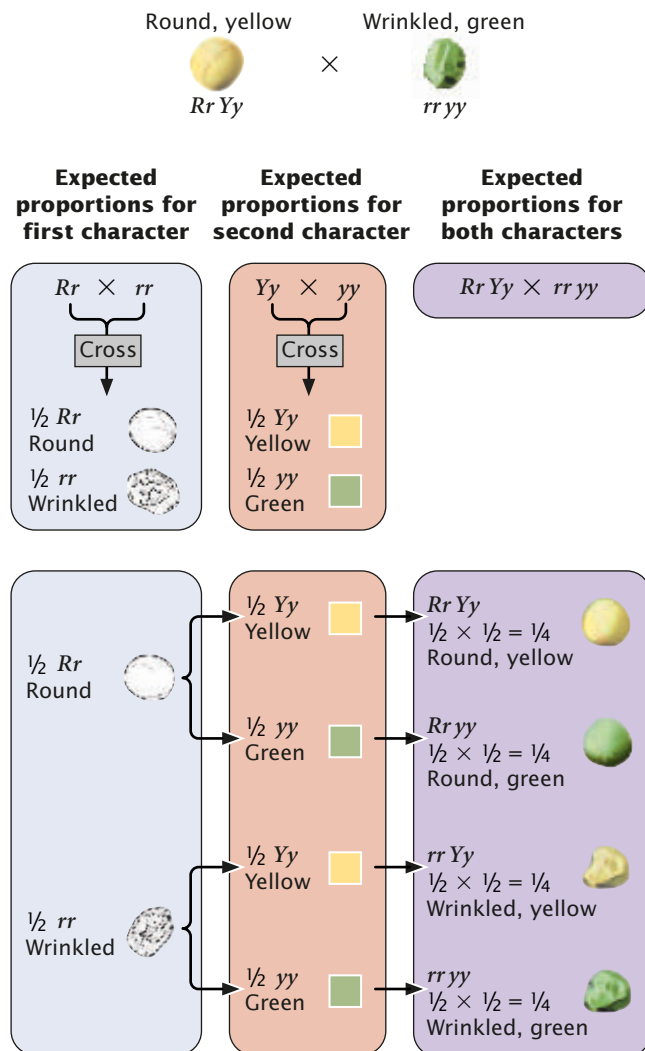 Round, yellow
Wrinkled, green
×
Rr Yy
rr yy
Expected
proportions for
first character
Expected
proportions for
second character
Expected
proportions for
both characters
Rr × rr
Cross
½ Rr
Round
½ rr
Wrinkled
Yy × yy
Cross
½ Yy
Yellow
½ yy
Green
Rr Yy × rr yy
½ Rr
Round
½ Yy
Yellow
Rr Yy
½ × ½ = ¼
Round, yellow
½ yy
Green
Rr yy
½ × ½ = ¼
Round, green
½ rr
Wrinkled
½ Yy
Yellow
rr Yy
½ × ½ = ¼
Wrinkled, yellow
½ yy
Green
rr yy
½ × ½ = ¼
Wrinkled, green